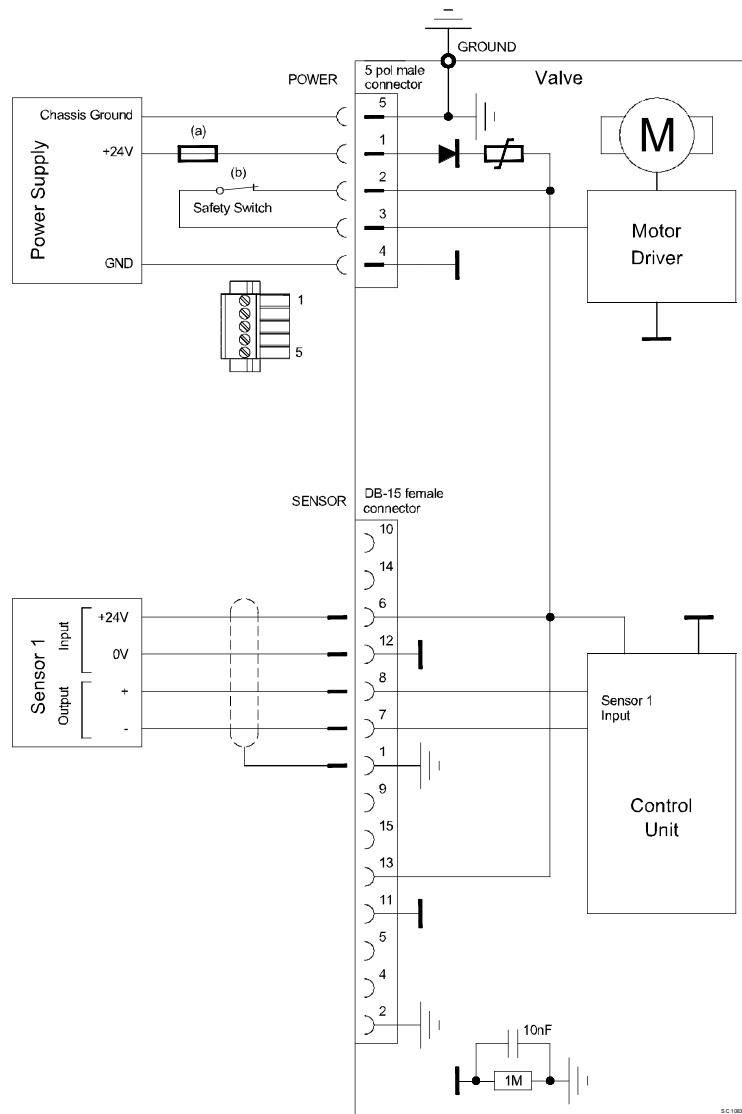 GROUND
POWER
5 pol male
connector
Valve
Chassis Ground
5
(a)
+24V
1
M
(b)
2
Safety Switch
Power Supply
3
Motor
Driver
GND
4
1
5
SENSOR
DB-15 female
connector
10
14
Sensor 1
Input
+24V
6
0V
12
Output
+
8
Sensor 1
Input
-
7
1
9
Control
Unit
15
13
11
5
4
2
10nF
1M